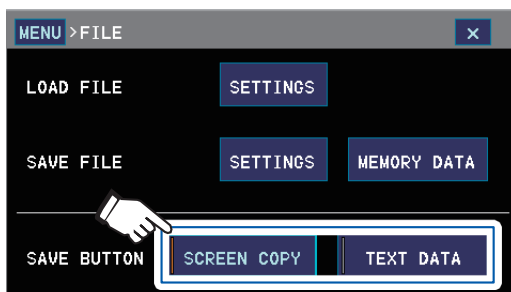 MENU >FILE ×
LOAD FILE SETTINGS
SAVE FILE SETTINGS MEMORY DATA
SAVE BUTTON SCREEN COPY TEXT DATA